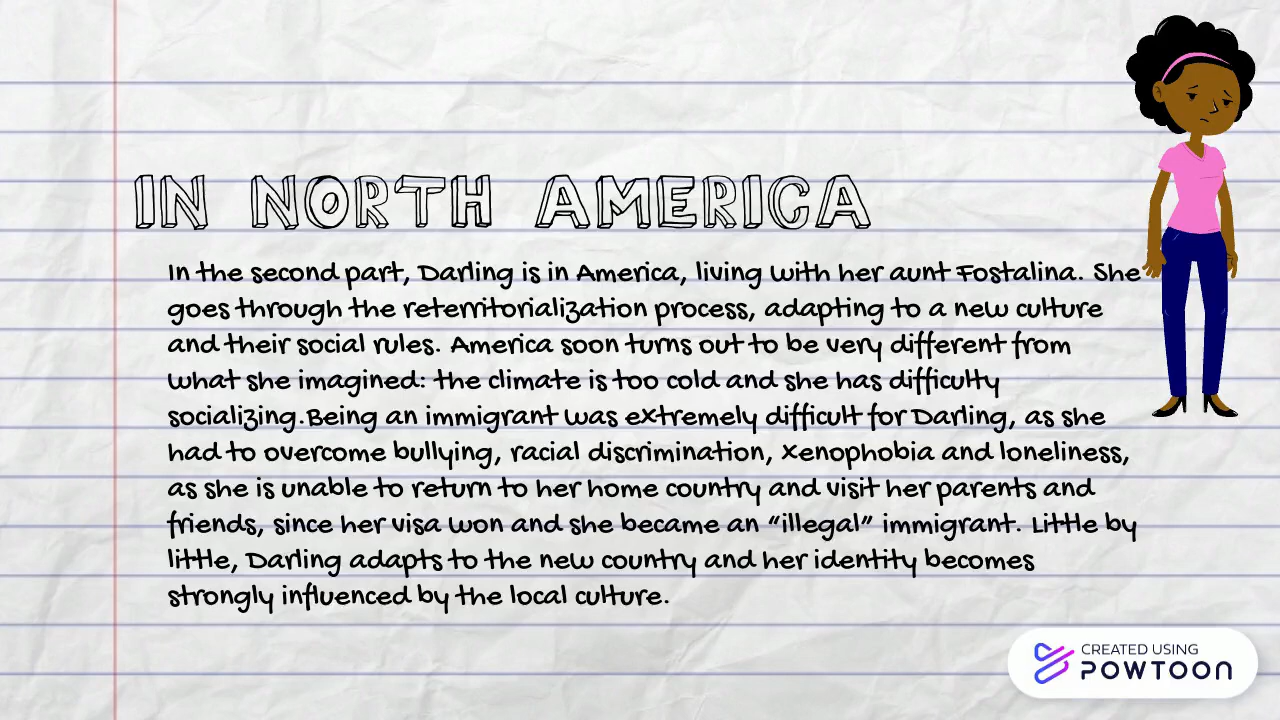 IN NORTH AMERICA
In the second part, Darling is in America, living with her aunt Fostalina. She
goes through the reterritorialization process, adapting to a new culture
and their social rules. America soon turns out to be very different from
what she imagined: the climate is too cold and she has difficulty
socializing.Being an immigrant was extremely difficult for Darling, as she
had to overcome bullying, racial discrimination, xenophobia and loneliness,
as she is unable to return to her home country and visit her parents and
friends, since her visa won and she became an “illegal” immigrant. Little by
little, Darling adapts to the new country and her identity becomes
strongly influenced by the local culture.
CREATED USING
POWTOON